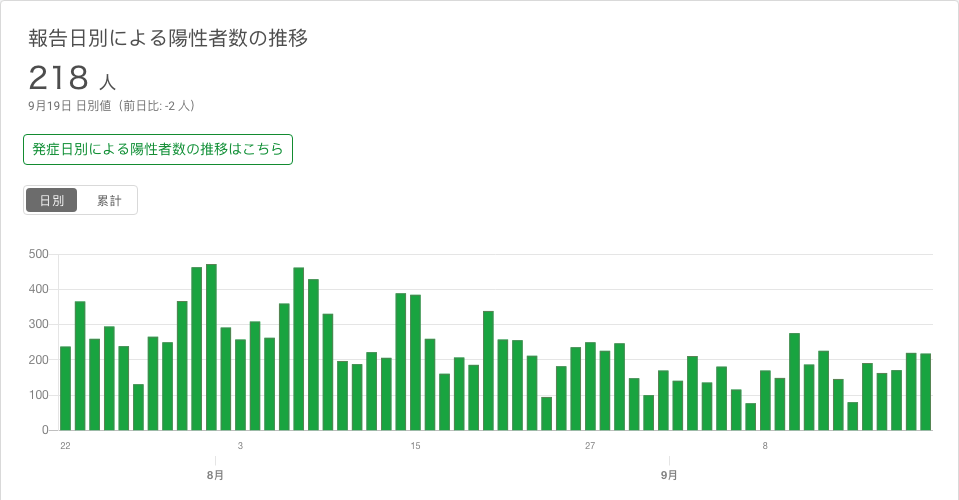 報告日別による陽性者数の推移
218 人
9月19日 日別値（前日比: -2 人）
発症日別による陽性者数の推移はこちら
日別 累計
500
400
300
200
100
0
22 3 15 27 8
8月 9月